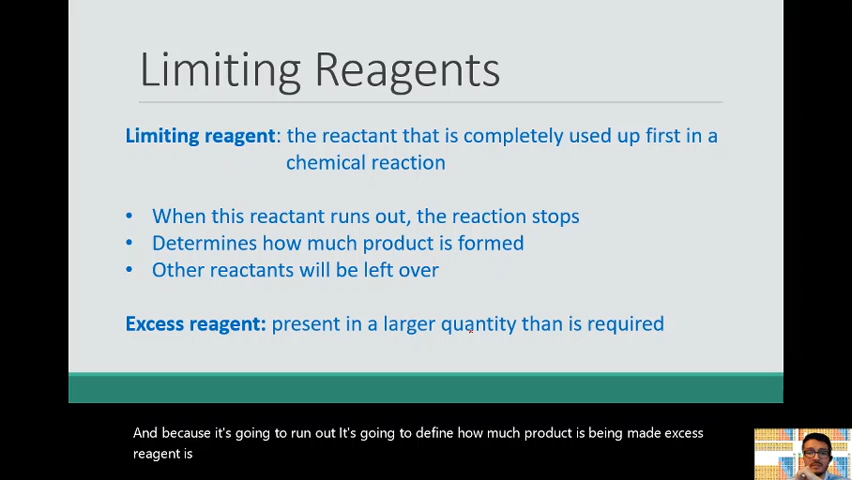 Limiting Reagents
Limiting reagent: the reactant that is completely used up first in a
chemical reaction
• When this reactant runs out, the reaction stops
• Determines how much product is formed
• Other reactants will be left over
Excess reagent: present in a larger quantity than is required
And because it's going to run out It's going to define how much product is being made excess
reagent is